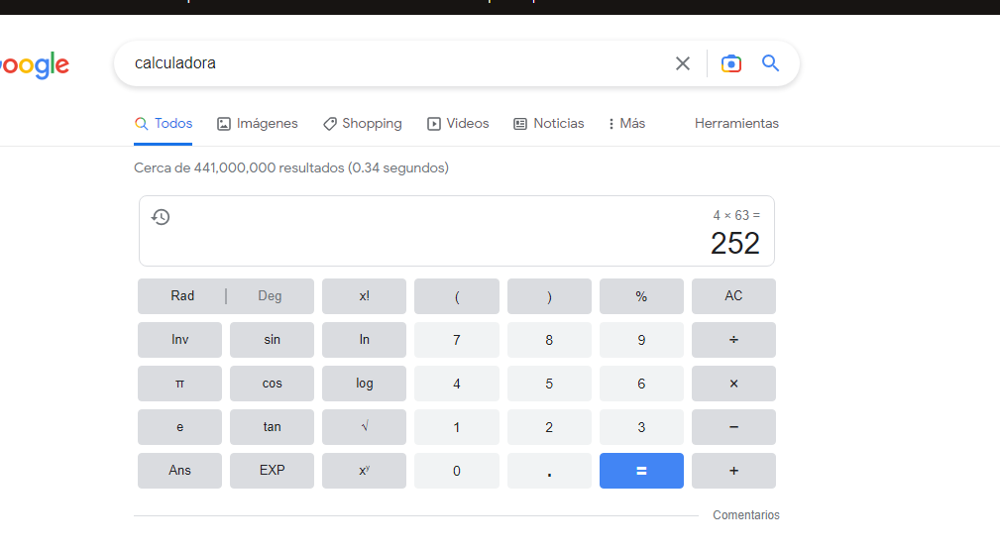 oogle
calculadora
Todos Imágenes Shopping Videos Noticias Más Herramientas
Cerca de 441,000,000 resultados (0.34 segundos)
4 × 63 =
252
Rad | Deg x! ( ) % AC
Inv sin ln 7 8 9 ÷
π cos log 4 5 6 ×
e tan √ 1 2 3 −
Ans EXP xʸ 0 . = +
Comentarios